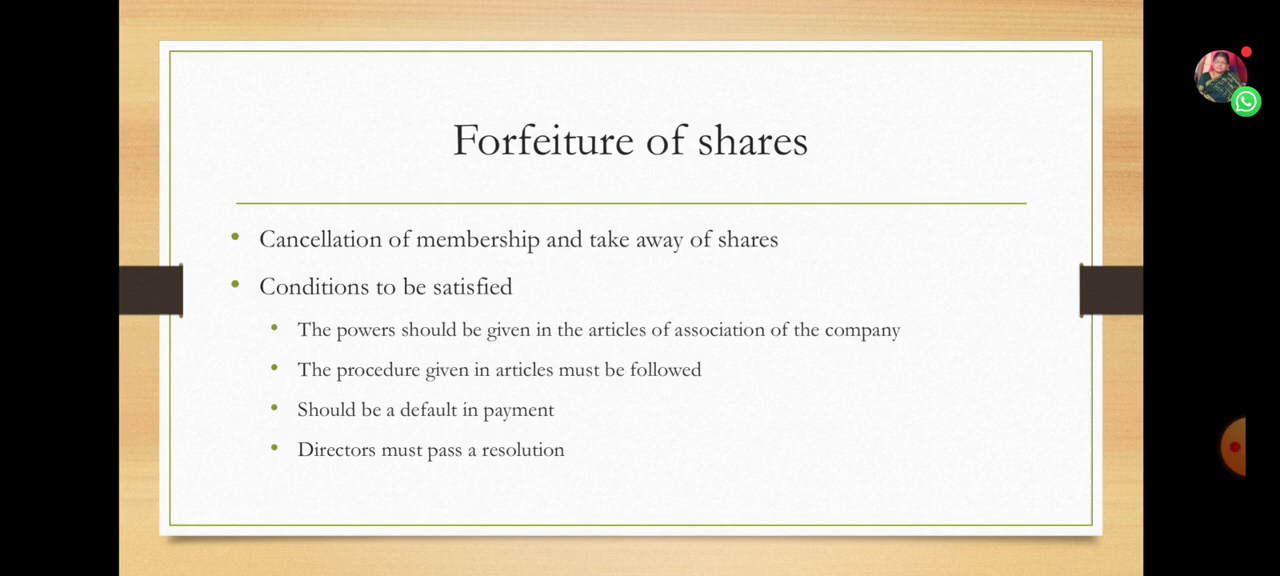 Forfeiture of shares
Cancellation of membership and take away of shares
Conditions to be satisfied
The powers should be given in the articles of association of the company
The procedure given in articles must be followed
Should be a default in payment
Directors must pass a resolution